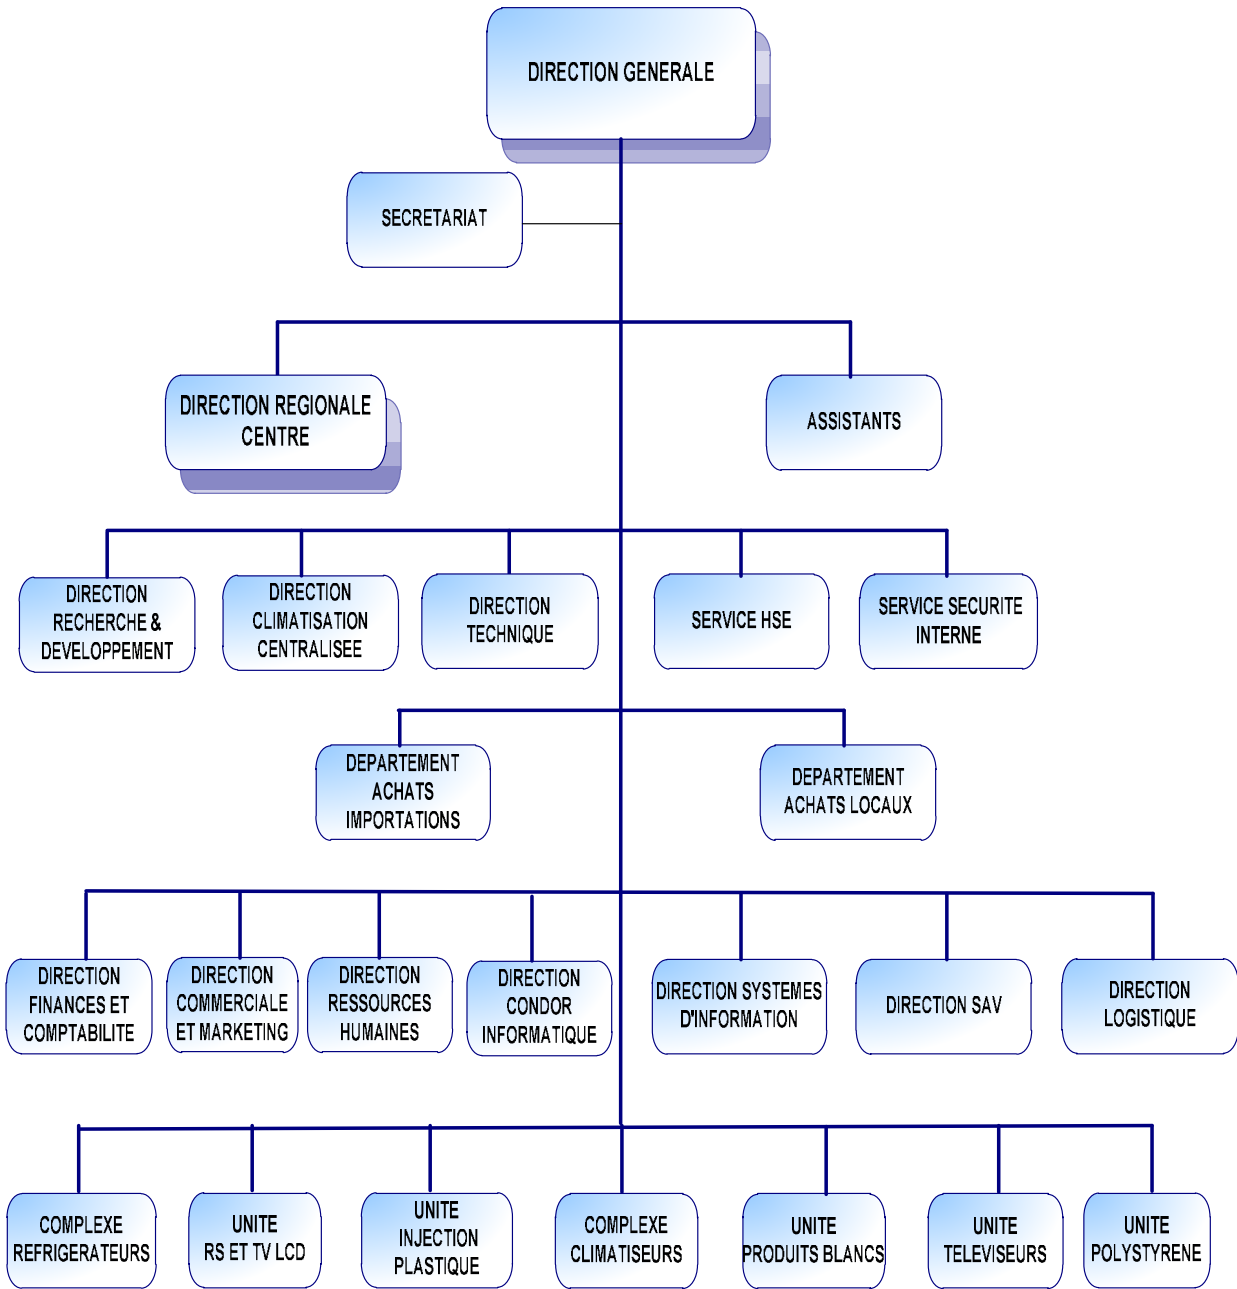 DIRECTION GENERALE
SECRETARIAT
DIRECTION REGIONALE
CENTRE
ASSISTANTS
DIRECTION
RECHERCHE &
DEVELOPPEMENT
DIRECTION
CLIMATISATION
CENTRALISEE
DIRECTION
TECHNIQUE
SERVICE HSE
SERVICE SECURITE
INTERNE
DEPARTEMENT
ACHATS
IMPORTATIONS
DEPARTEMENT
ACHATS LOCAUX
DIRECTION
FINANCES ET
COMPTABILITE
DIRECTION
COMMERCIALE
ET MARKETING
DIRECTION
RESSOURCES
HUMAINES
DIRECTION
CONDOR
INFORMATIQUE
DIRECTION SYSTEMES
D'INFORMATION
DIRECTION SAV
DIRECTION
LOGISTIQUE
COMPLEXE
REFRIGERATEURS
UNITE
RS ET TV LCD
UNITE
INJECTION
PLASTIQUE
COMPLEXE
CLIMATISEURS
UNITE
PRODUITS BLANCS
UNITE
TELEVISEURS
UNITE
POLYSTYRENE